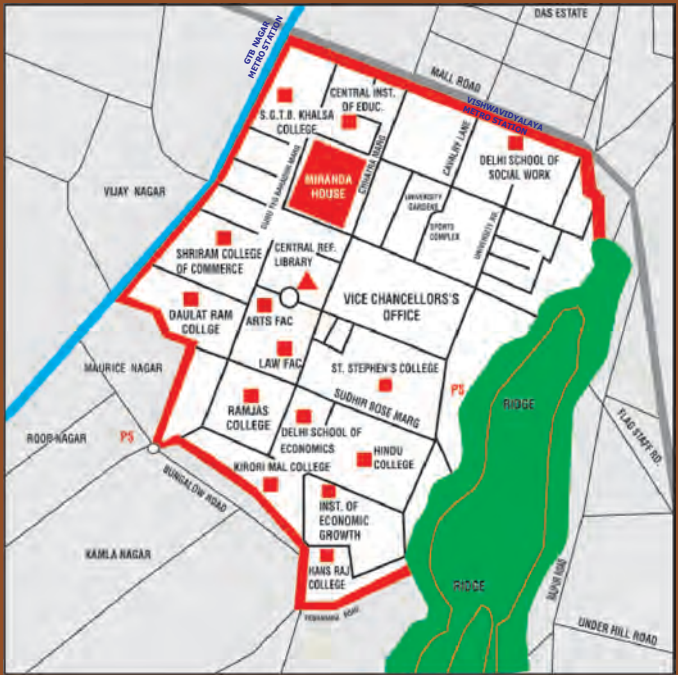 DAS ESTATE
GTB NAGAR
METRO STATION
MALL ROAD
VISHWAVIDYALAYA
METRO STATION
CENTRAL INST.
OF EDUC.
S.G.T.B. KHALSA
COLLEGE
CAVALRY LANE
DELHI SCHOOL OF
SOCIAL WORK
MIRANDA
HOUSE
CHHATRA MARG
GURU TEG BAHADUR MARG
VIJAY NAGAR
UNIVERSITY
GARDENS
SPORTS
COMPLEX
UNIVERSITY RD.
SHRIRAM COLLEGE
OF COMMERCE
CENTRAL REF.
LIBRARY
VICE CHANCELLORS'S
OFFICE
DAULAT RAM
COLLGE
ARTS FAC
LAW FAC.
MAURICE NAGAR
ST. STEPHEN'S COLLEGE
SUDHIR BOSE MARG
PS
RIDGE
RAMJAS
COLLEGE
FLAG STAFF RD.
ROOP NAGAR
PS
DELHI SCHOOL OF
ECONOMICS
HINDU
COLLEGE
KIRORI MAL COLLEGE
BUNGALOW ROAD
INST. OF
ECONOMIC
GROWTH
KAMLA NAGAR
HANS RAJ
COLLEGE
RIDGE
RAJPUR ROAD
UNDER HILL ROAD